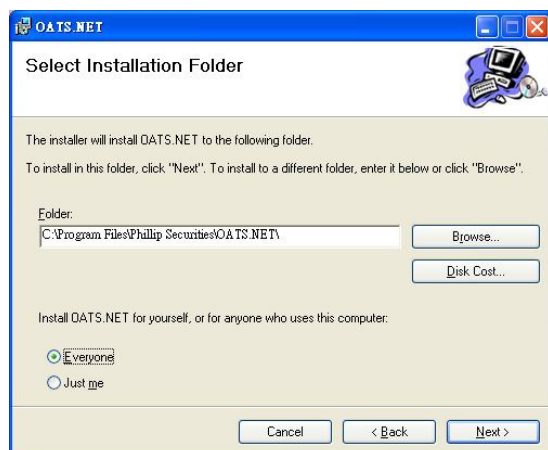 OATS.NET
Select Installation Folder
The installer will install OATS.NET to the following folder.
To install in this folder, click "Next". To install to a different folder, enter it below or click "Browse".
Folder:
C:\Program Files\Phillip Securities\OATS.NET\
Browse...
Disk Cost...
Install OATS.NET for yourself, or for anyone who uses this computer:
Everyone
Just me
Cancel
< Back
Next >